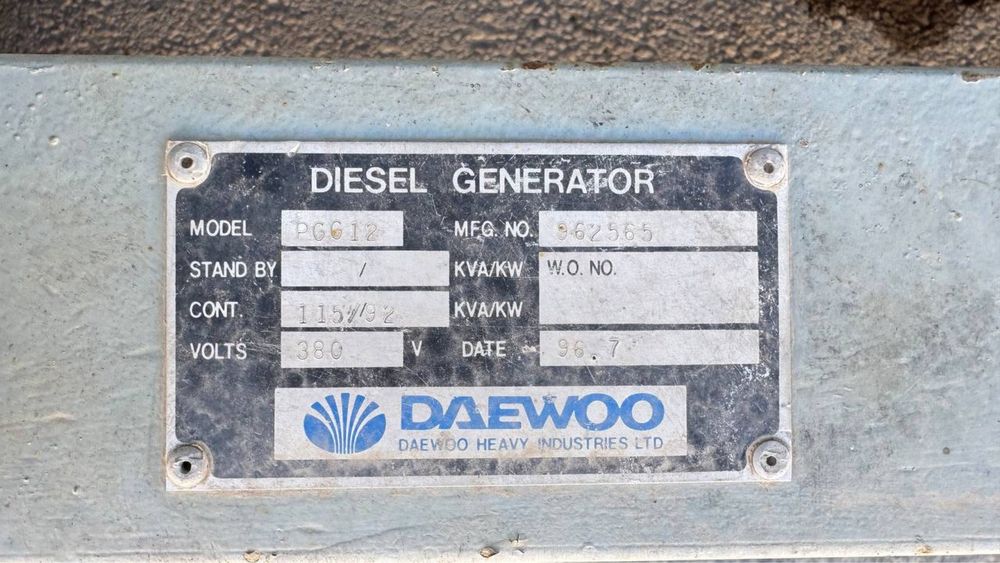 DIESEL GENERATOR
MODEL PGG12 MFG. NO. 962565
STAND BY / KVA/KW W.O. NO.
CONT. 115/92 KVA/KW
VOLTS 380 V DATE 96.7
DAEWOO
DAEWOO HEAVY INDUSTRIES LTD